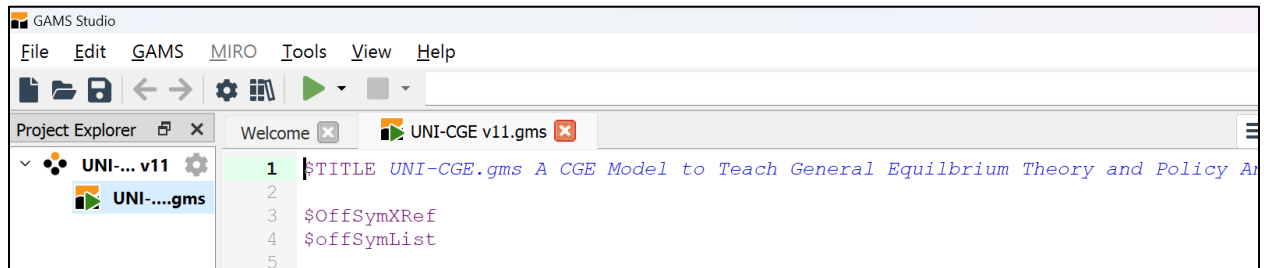 GAMS Studio
File Edit GAMS MIRO Tools View Help
Project Explorer
Welcome UNI-CGE v11.gms
UNI-... v11
UNI-....gms
1 $TITLE UNI-CGE.gms A CGE Model to Teach General Equilbrium Theory and Policy
2
3 $OffSymXRef
4 $offSymList
5